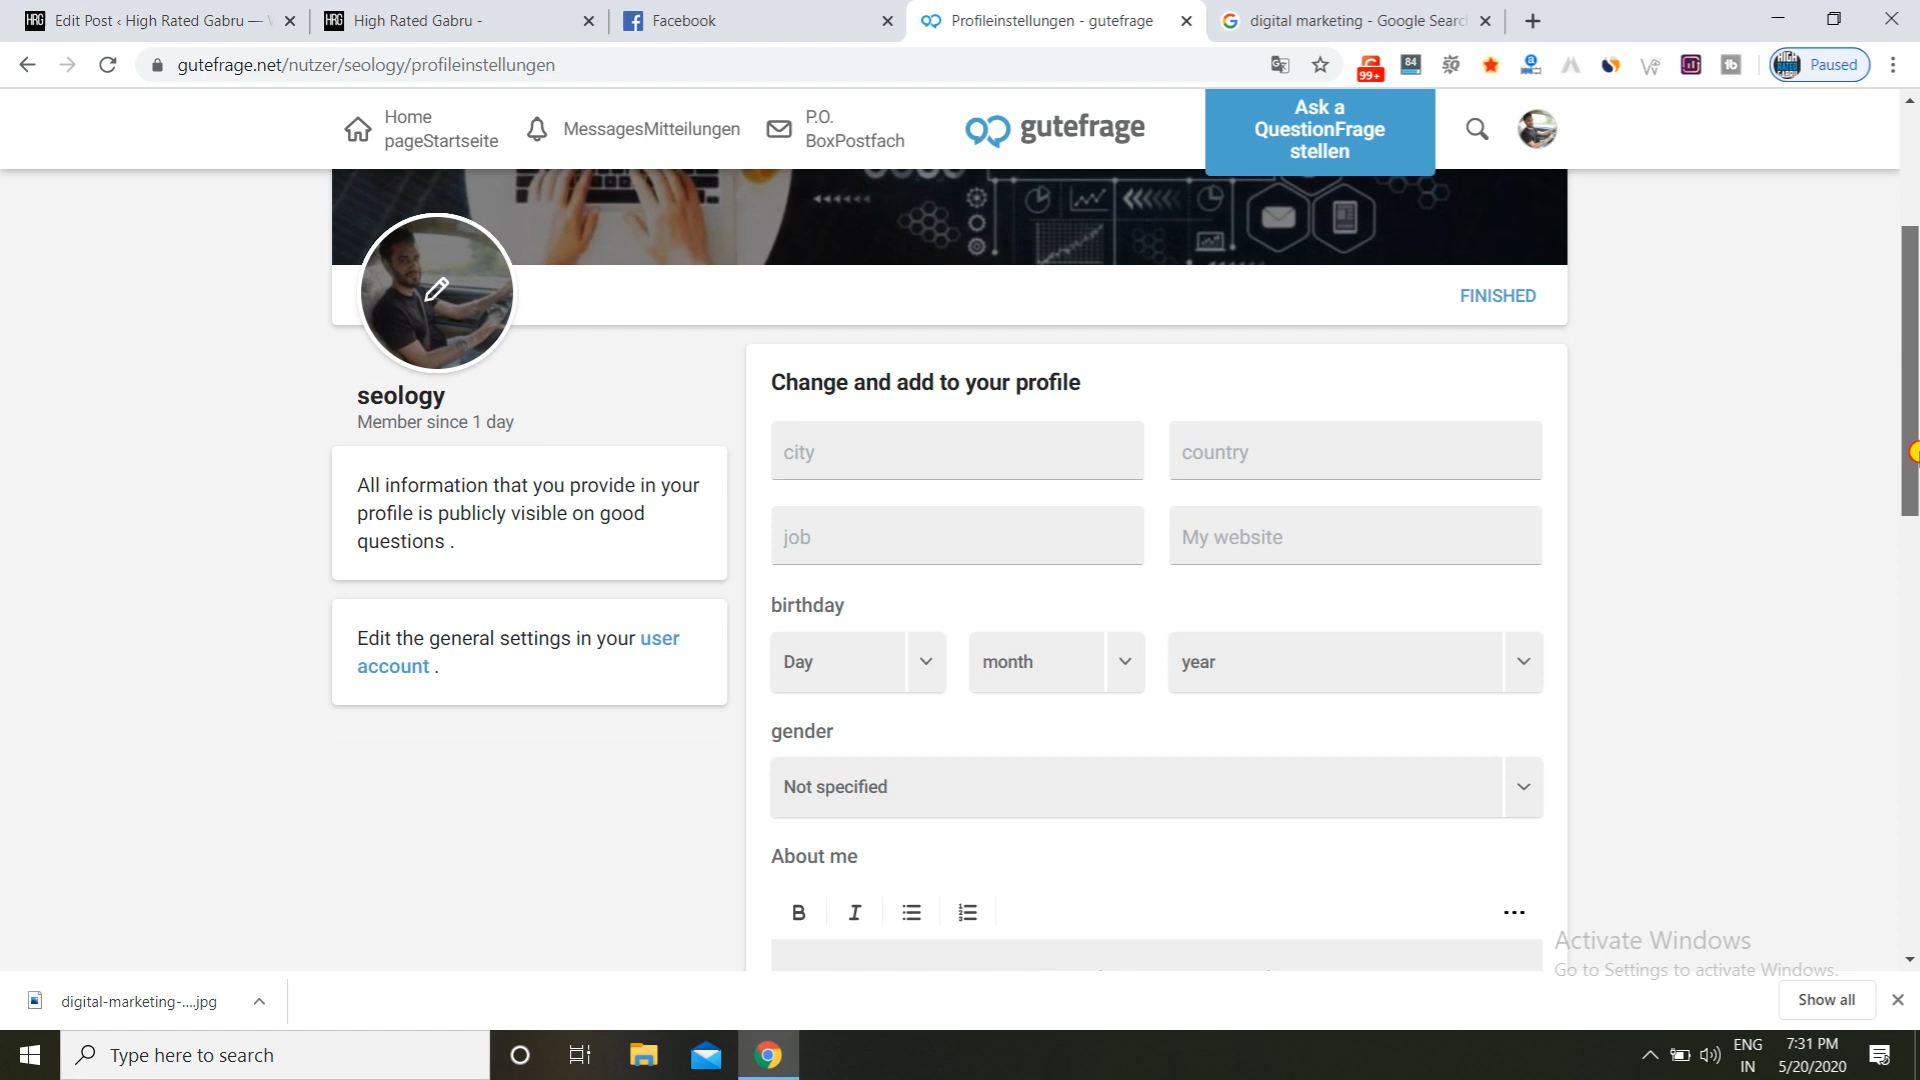 Edit Post ‹ High Rated Gabru —
High Rated Gabru -
Facebook
Profileinstellungen - gutefrage
digital marketing - Google Searc
gutefrage.net/nutzer/seology/profileinstellungen
99+
84
Paused
Home
pageStartseite
MessagesMitteilungen
P.O.
BoxPostfach
gutefrage
Ask a
QuestionFrage
stellen
FINISHED
seology
Member since 1 day
All information that you provide in your
profile is publicly visible on good
questions .
Edit the general settings in your user
account .
Change and add to your profile
city
country
job
My website
birthday
Day
month
year
gender
Not specified
About me
B
I
Activate Windows
Go to Settings to activate Windows.
digital-marketing-....jpg
Show all
Type here to search
ENG
IN
7:31 PM
5/20/2020